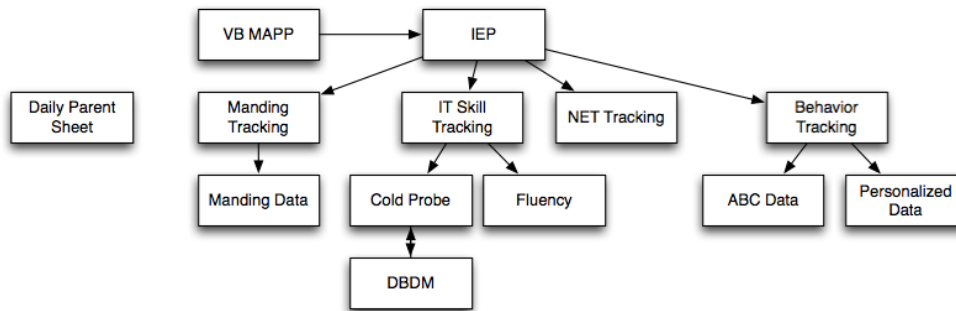 VB MAPP
IEP
Daily Parent
Sheet
Manding
Tracking
IT Skill
Tracking
NET Tracking
Behavior
Tracking
Manding Data
Cold Probe
Fluency
ABC Data
Personalized
Data
DBDM